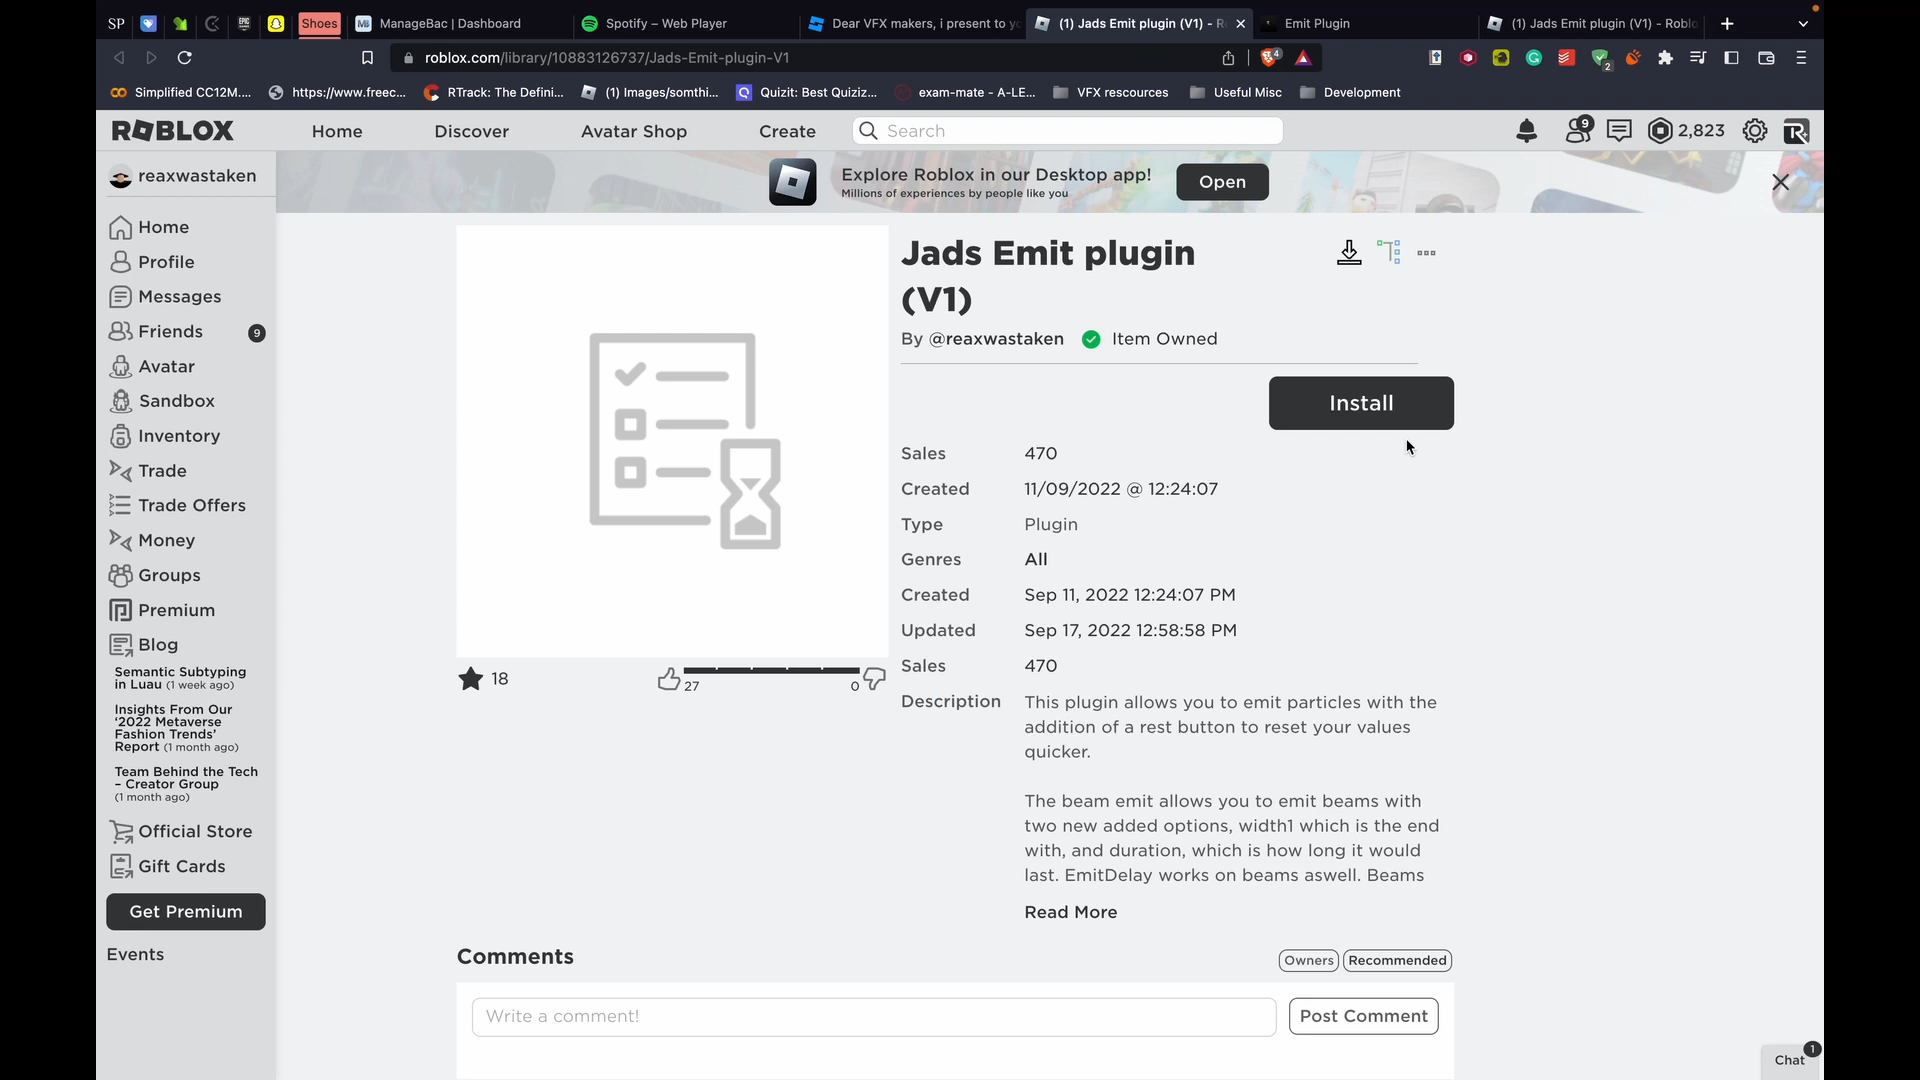 SP
EPIC
Shoes
MB ManageBac | Dashboard
Spotify – Web Player
Dear VFX makers, i present to yo
(1) Jads Emit plugin (V1) - R
Emit Plugin
(1) Jads Emit plugin (V1) - Roblo
roblox.com/library/10883126737/Jads-Emit-plugin-V1
4
2
Simplified CC12M....
https://www.freec...
RTrack: The Defini...
(1) Images/somthi...
Quizit: Best Quiziz...
exam-mate - A-LE...
VFX rescources
Useful Misc
Development
ROBLOX
Home
Discover
Avatar Shop
Create
Search
9
2,823
reaxwastaken
Explore Roblox in our Desktop app!
Millions of experiences by people like you
Open
Home
Profile
Messages
Friends 9
Avatar
Sandbox
Inventory
Trade
Trade Offers
Money
Groups
Premium
Blog
Semantic Subtyping
in Luau (1 week ago)
Insights From Our
‘2022 Metaverse
Fashion Trends’
Report (1 month ago)
Team Behind the Tech
– Creator Group
(1 month ago)
Official Store
Gift Cards
Get Premium
Events
Jads Emit plugin
(V1)
By @reaxwastaken Item Owned
Install
Sales 470
Created 11/09/2022 @ 12:24:07
Type Plugin
Genres All
Created Sep 11, 2022 12:24:07 PM
Updated Sep 17, 2022 12:58:58 PM
Sales 470
18
27
0
Description This plugin allows you to emit particles with the
addition of a rest button to reset your values
quicker.
The beam emit allows you to emit beams with
two new added options, width1 which is the end
with, and duration, which is how long it would
last. EmitDelay works on beams aswell. Beams
Read More
Comments
Owners
Recommended
Write a comment!
Post Comment
Chat 1